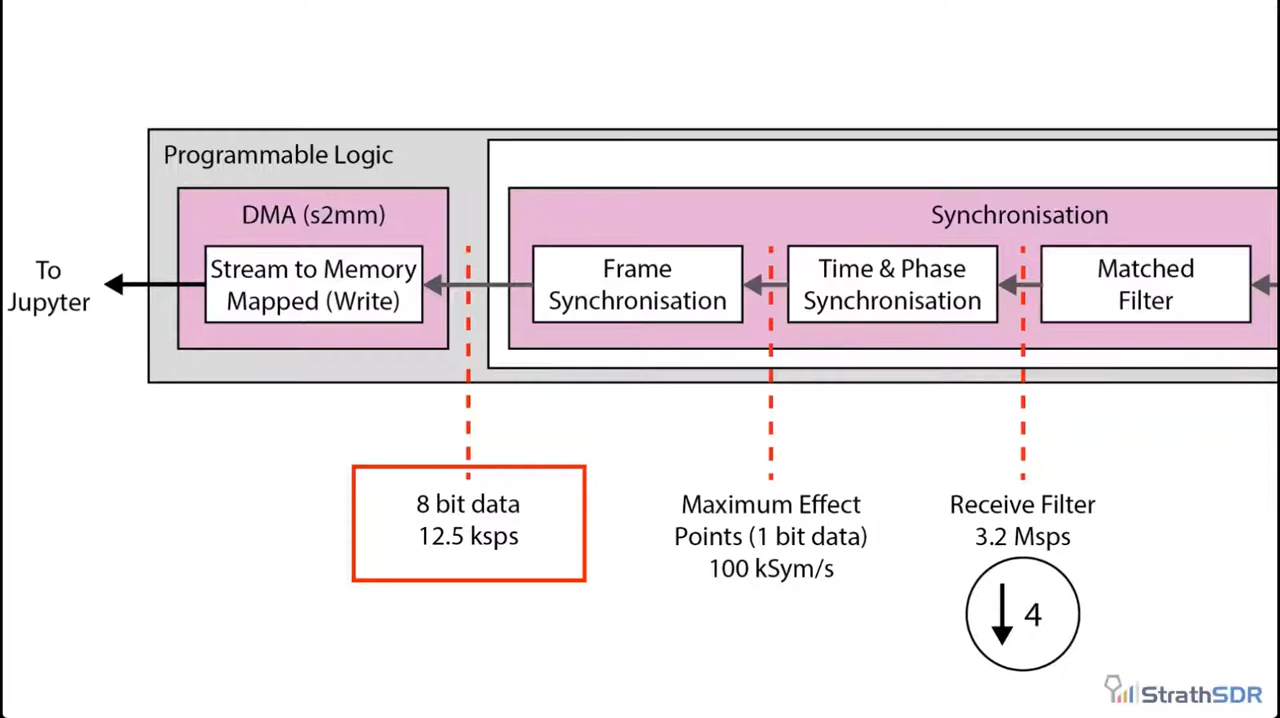 Programmable Logic
DMA (s2mm)
Synchronisation
To
Jupyter
Stream to Memory
Mapped (Write)
Frame
Synchronisation
Time & Phase
Synchronisation
Matched
Filter
8 bit data
12.5 ksps
Maximum Effect
Points (1 bit data)
100 kSym/s
Receive Filter
3.2 Msps
↓ 4
StrathSDR